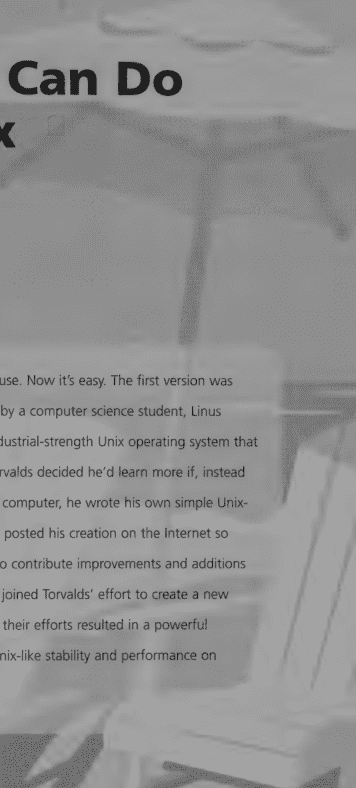 Can Do
x
use. Now it's easy. The first version was
by a computer science student, Linus
dustrial-strength Unix operating system that
rvalds decided he'd learn more if, instead
computer, he wrote his own simple Unix-
posted his creation on the Internet so
o contribute improvements and additions
joined Torvalds' effort to create a new
their efforts resulted in a powerful
nix-like stability and performance on